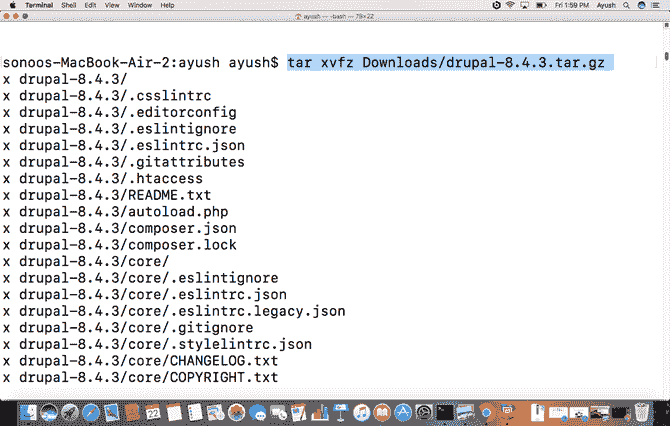 Terminal Shell Edit View Window Help Fri 1:59 PM Ayush
ayush — -bash — 79×22
sonoos-MacBook-Air-2:ayush ayush$ tar xvfz Downloads/drupal-8.4.3.tar.gz
x drupal-8.4.3/
x drupal-8.4.3/.csslintrc
x drupal-8.4.3/.editorconfig
x drupal-8.4.3/.eslintignore
x drupal-8.4.3/.eslintrc.json
x drupal-8.4.3/.gitattributes
x drupal-8.4.3/.htaccess
x drupal-8.4.3/README.txt
x drupal-8.4.3/autoload.php
x drupal-8.4.3/composer.json
x drupal-8.4.3/composer.lock
x drupal-8.4.3/core/
x drupal-8.4.3/core/.eslintignore
x drupal-8.4.3/core/.eslintrc.json
x drupal-8.4.3/core/.eslintrc.legacy.json
x drupal-8.4.3/core/.gitignore
x drupal-8.4.3/core/.stylelintrc.json
x drupal-8.4.3/core/CHANGELOG.txt
x drupal-8.4.3/core/COPYRIGHT.txt
22